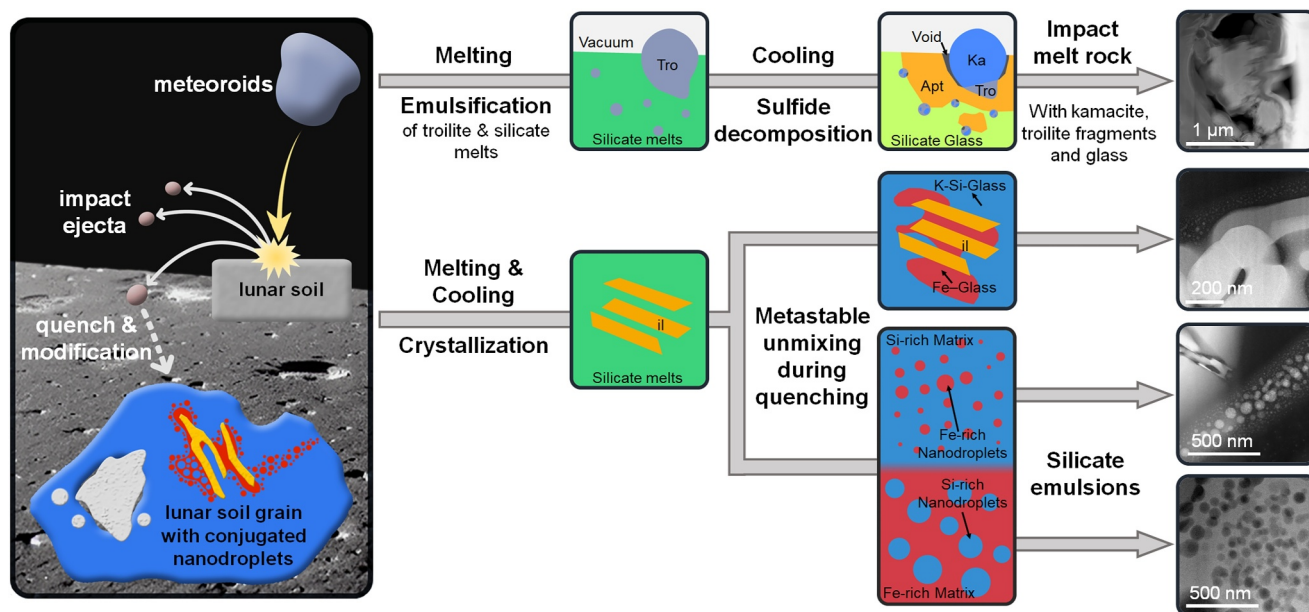 meteoroids
impact
ejecta
lunar soil
quench &
modification
lunar soil grain
with conjugated
nanodroplets
Melting
Emulsification
of troilite & silicate
melts
Vacuum
Tro
Silicate melts
Cooling
Sulfide
decomposition
Void
Ka
Apt
Tro
Silicate Glass
Impact
melt rock
With kamacite,
troilite fragments
and glass
1 μm
Melting &
Cooling
Crystallization
il
Silicate melts
Metastable
unmixing
during
quenching
K-Si-Glass
il
Fe-Glass
200 nm
Si-rich Matrix
Fe-rich
Nanodroplets
Si-rich
Nanodroplets
Fe-rich Matrix
Silicate
emulsions
500 nm
500 nm